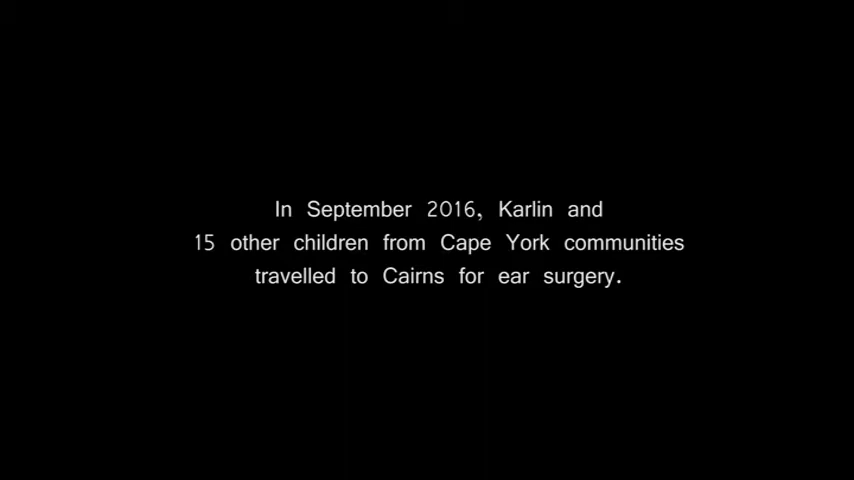 In September 2016, Karlin and
15 other children from Cape York communities
travelled to Cairns for ear surgery.